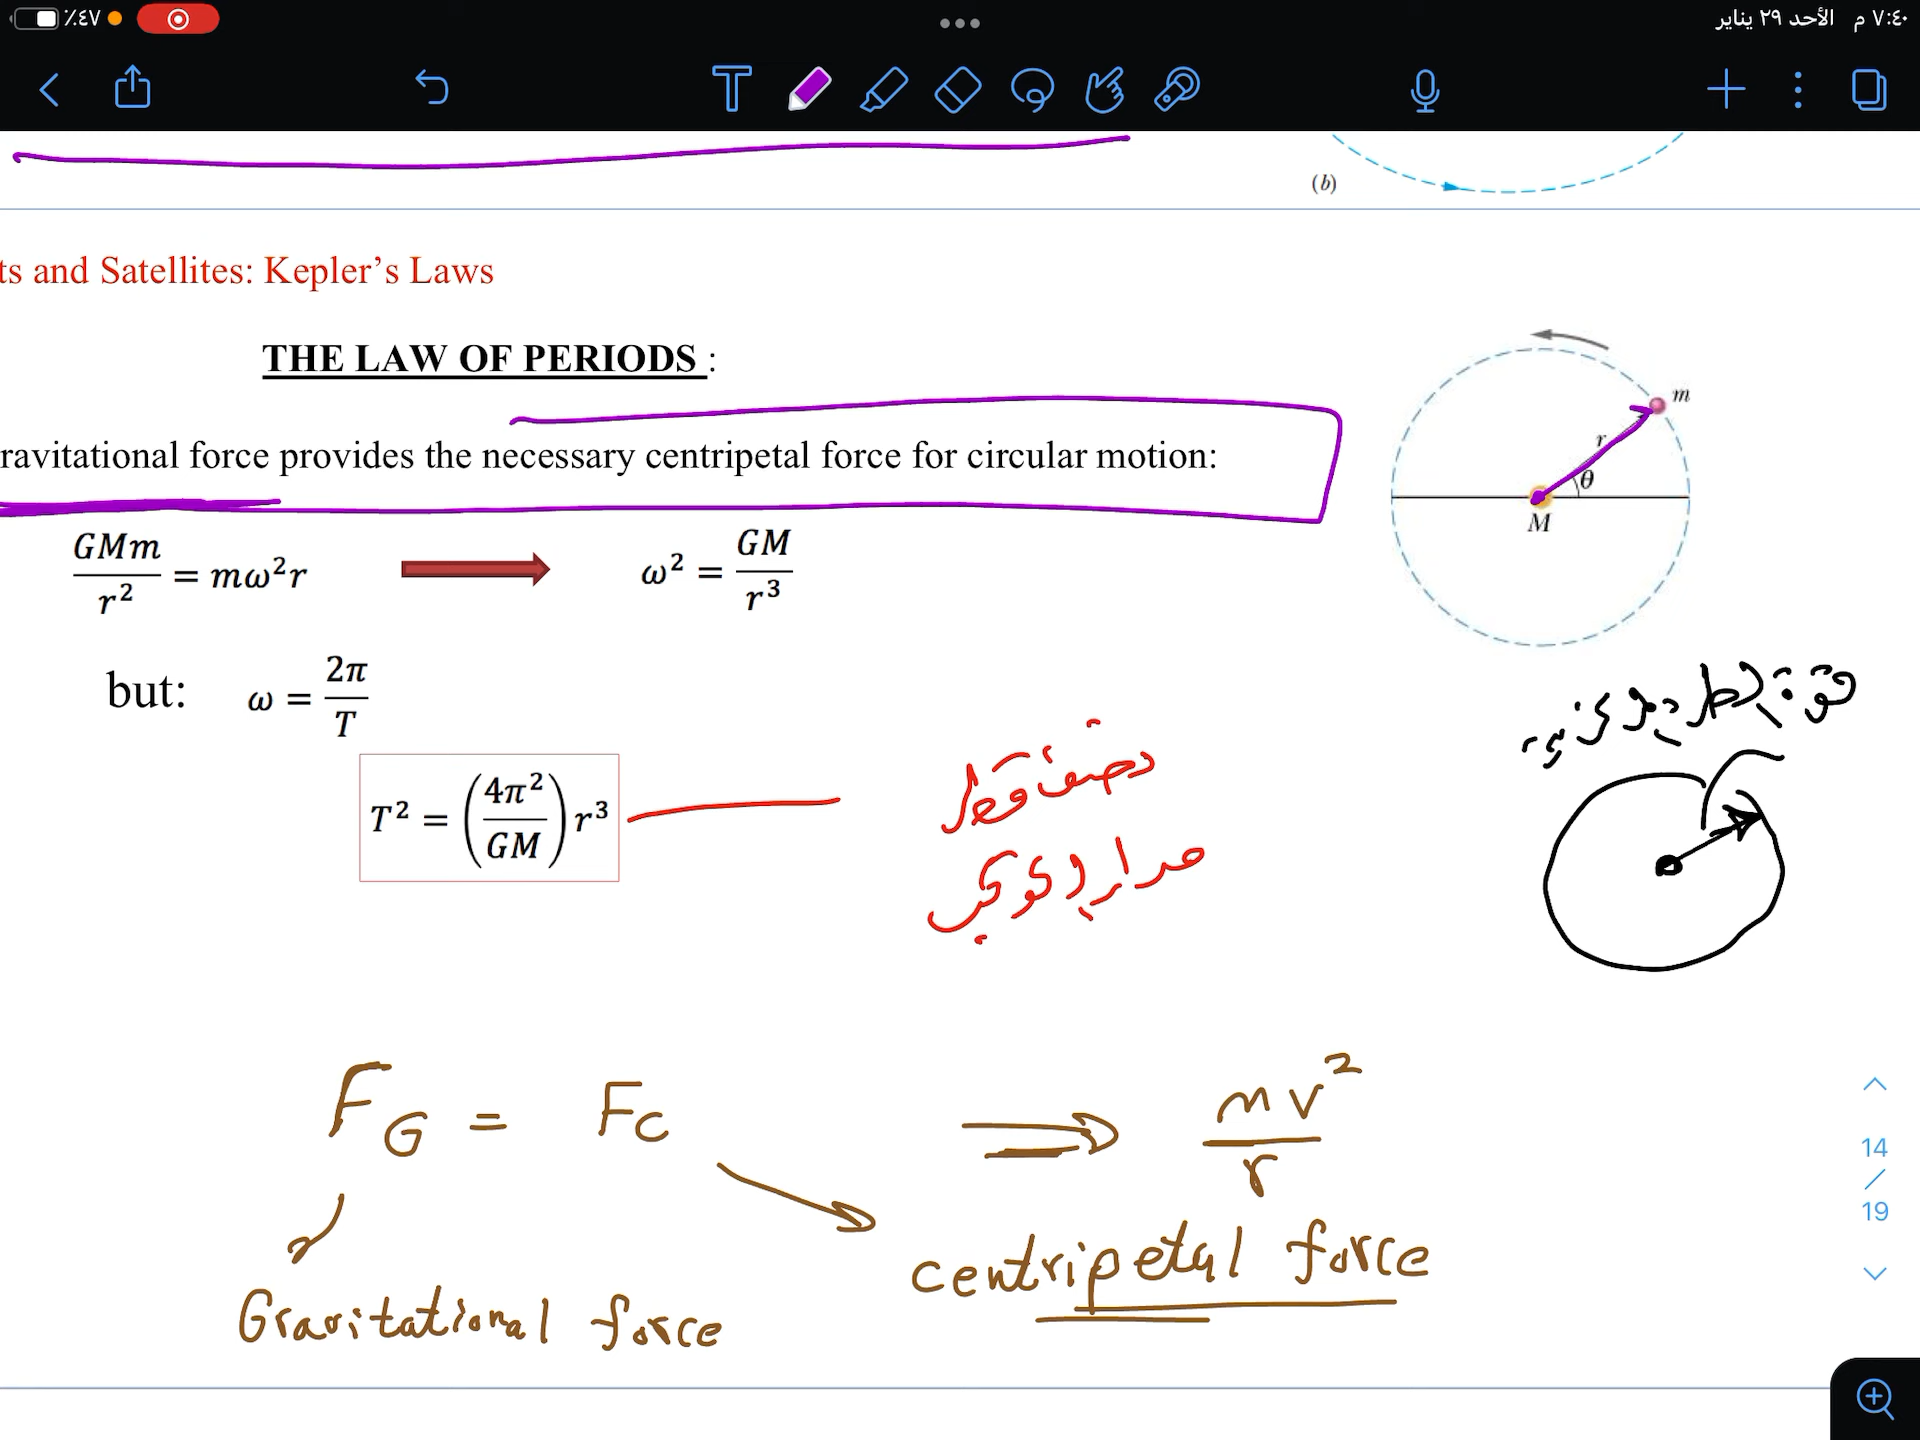 ٪٤٧
٧:٤٠ م الأحد ٢٩ يناير
(b)
ts and Satellites: Kepler's Laws
THE LAW OF PERIODS :
ravitational force provides the necessary centripetal force for circular motion:
m
r
θ
M
GMm/r² = mω²r
ω² = GM/r³
but: ω = 2π/T
T² = (4π²/GM) r³
نصف قطر
مدار الكوكب
قوة الطرد المركزية
F_G = F_C ⇒ mv²/r
centripetal force
Gravitational force
14
/
19